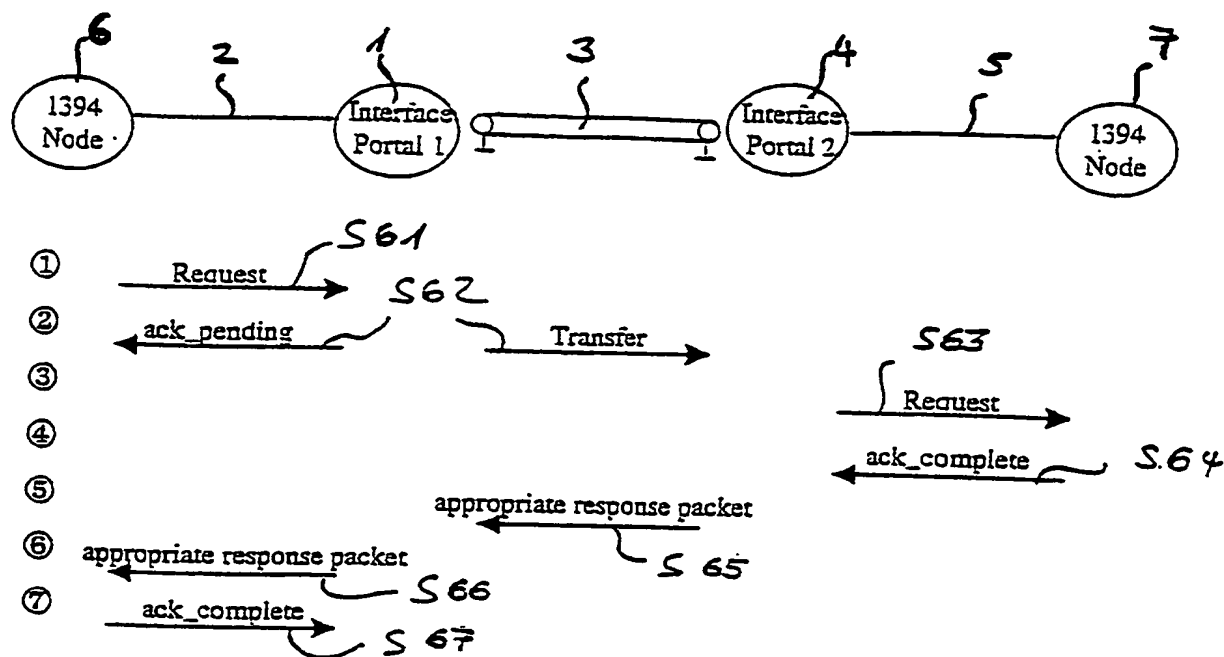 6 2 1 3 4 5 7
1394 Node Interface Portal 1 Interface Portal 2 1394 Node
① Request S61
② ack_pending S62 Transfer
③ Request S63
④ ack_complete S.64
⑤ appropriate response packet S 65
⑥ appropriate response packet S66
⑦ ack_complete S 67